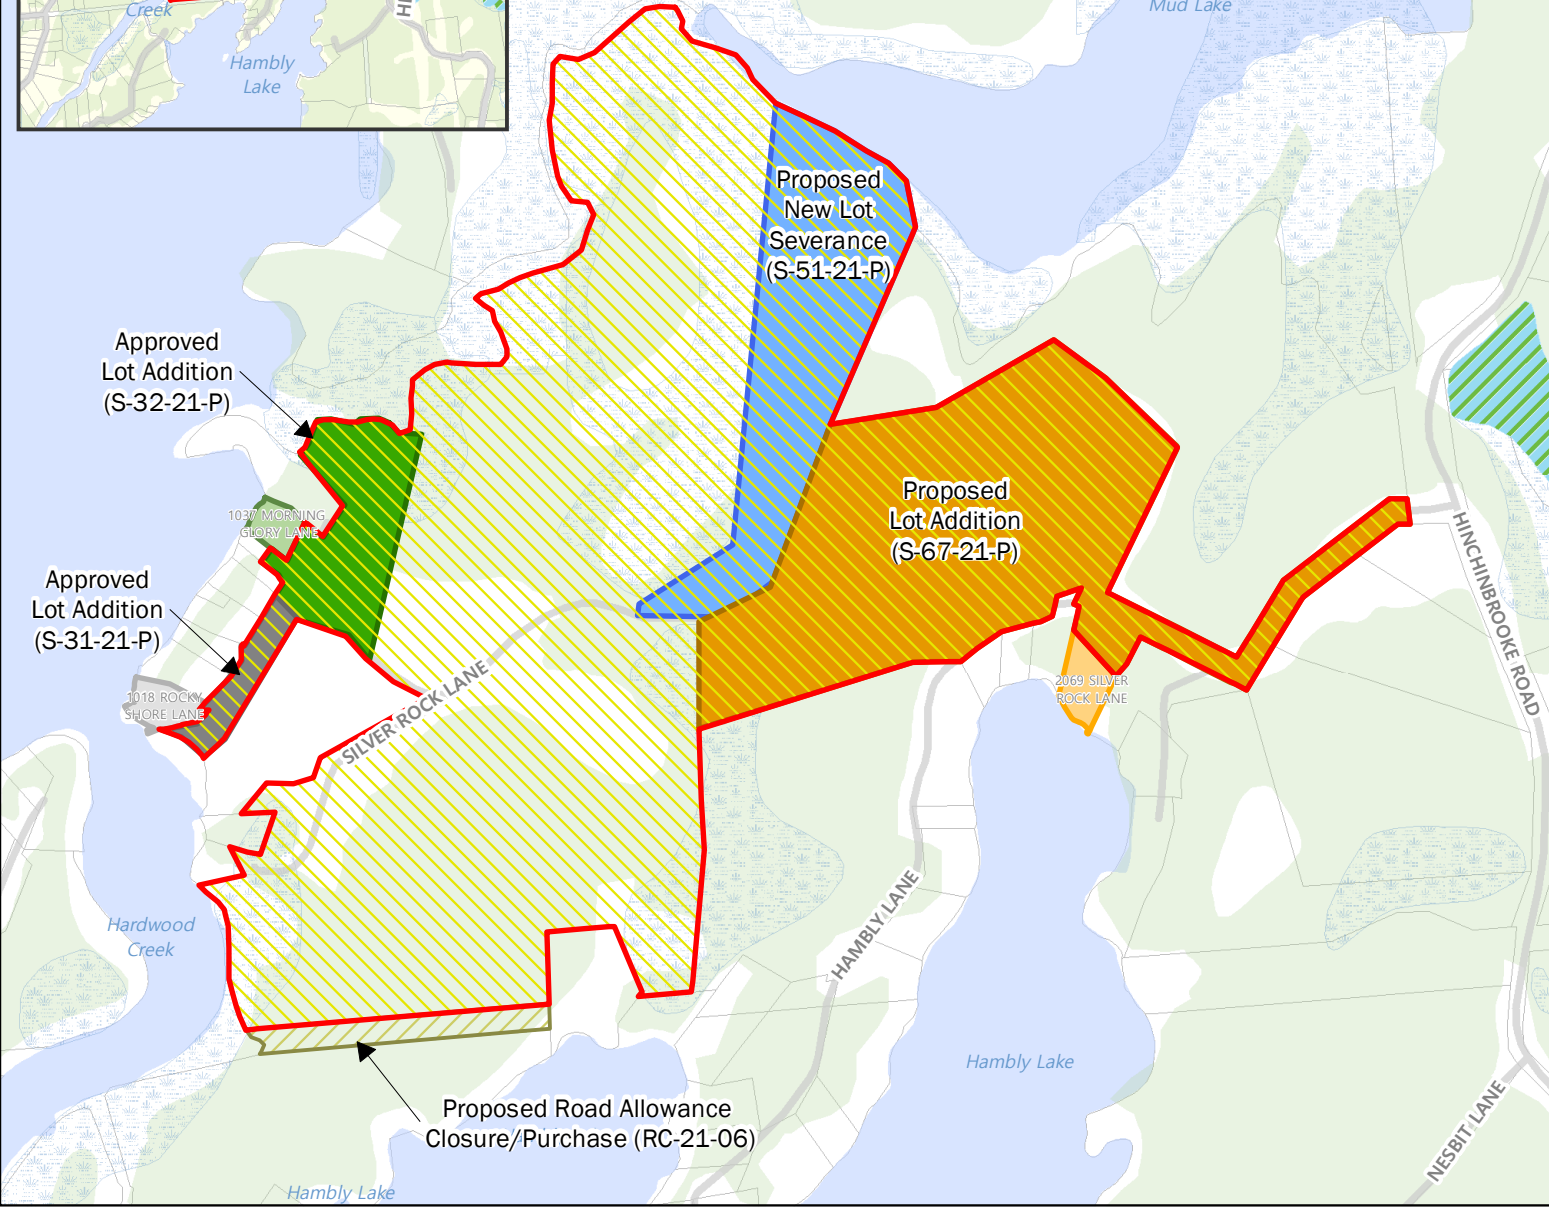 Creek
Mud Lake
Hambly
Lake
Proposed
New Lot
Severance
(S-51-21-P)
Approved
Lot Addition
(S-32-21-P)
Proposed
Lot Addition
(S-67-21-P)
1037 MORNING
GLORY LANE
HINCHINBROOKE ROAD
Approved
Lot Addition
(S-31-21-P)
SILVER ROCK LANE
2069 SILVER
ROCK LANE
1018 ROCKY
SHORE LANE
HAMBLY LANE
Hardwood
Creek
Hambly Lake
NESBIT LANE
Proposed Road Allowance
Closure/Purchase (RC-21-06)
Hambly Lake